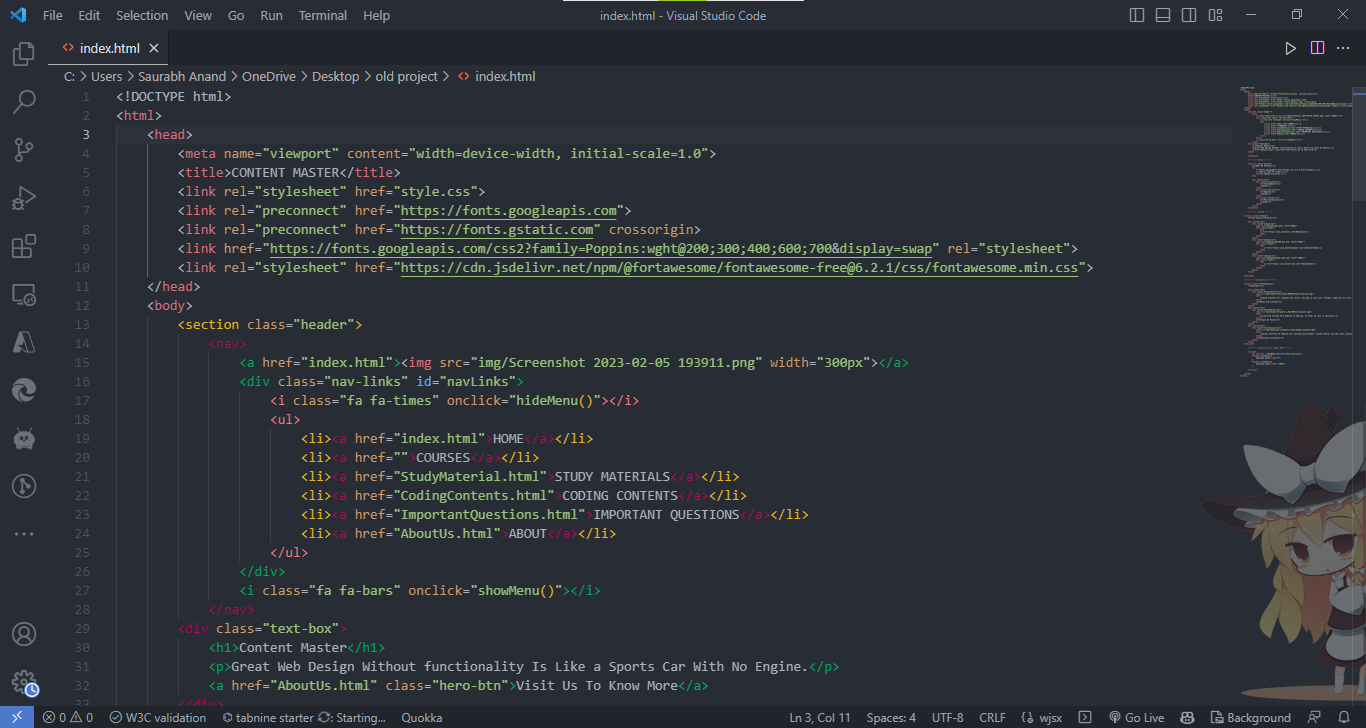 File Edit Selection View Go Run Terminal Help index.html - Visual Studio Code
index.html
C: > Users > Saurabh Anand > OneDrive > Desktop > old project > index.html
1 <!DOCTYPE html>
2 <html>
3 <head>
4 <meta name="viewport" content="width=device-width, initial-scale=1.0">
5 <title>CONTENT MASTER</title>
6 <link rel="stylesheet" href="style.css">
7 <link rel="preconnect" href="https://fonts.googleapis.com">
8 <link rel="preconnect" href="https://fonts.gstatic.com" crossorigin>
9 <link href="https://fonts.googleapis.com/css2?family=Poppins:wght@200;300;400;600;700&display=swap" rel="stylesheet">
10 <link rel="stylesheet" href="https://cdn.jsdelivr.net/npm/@fortawesome/fontawesome-free@6.2.1/css/fontawesome.min.css">
11 </head>
12 <body>
13 <section class="header">
14 <nav>
15 <a href="index.html"><img src="img/Screenshot 2023-02-05 193911.png" width="300px"></a>
16 <div class="nav-links" id="navLinks">
17 <i class="fa fa-times" onclick="hideMenu()"></i>
18 <ul>
19 <li><a href="index.html">HOME</a></li>
20 <li><a href="">COURSES</a></li>
21 <li><a href="StudyMaterial.html">STUDY MATERIALS</a></li>
22 <li><a href="CodingContents.html">CODING CONTENTS</a></li>
23 <li><a href="ImportantQuestions.html">IMPORTANT QUESTIONS</a></li>
24 <li><a href="AboutUs.html">ABOUT</a></li>
25 </ul>
26 </div>
27 <i class="fa fa-bars" onclick="showMenu()"></i>
28 </nav>
29 <div class="text-box">
30 <h1>Content Master</h1>
31 <p>Great Web Design Without functionality Is Like a Sports Car With No Engine.</p>
32 <a href="AboutUs.html" class="hero-btn">Visit Us To Know More</a>
33 </div>
0 0 W3C validation tabnine starter : Starting... Quokka Ln 3, Col 11 Spaces: 4 UTF-8 CRLF wjsx Go Live Background